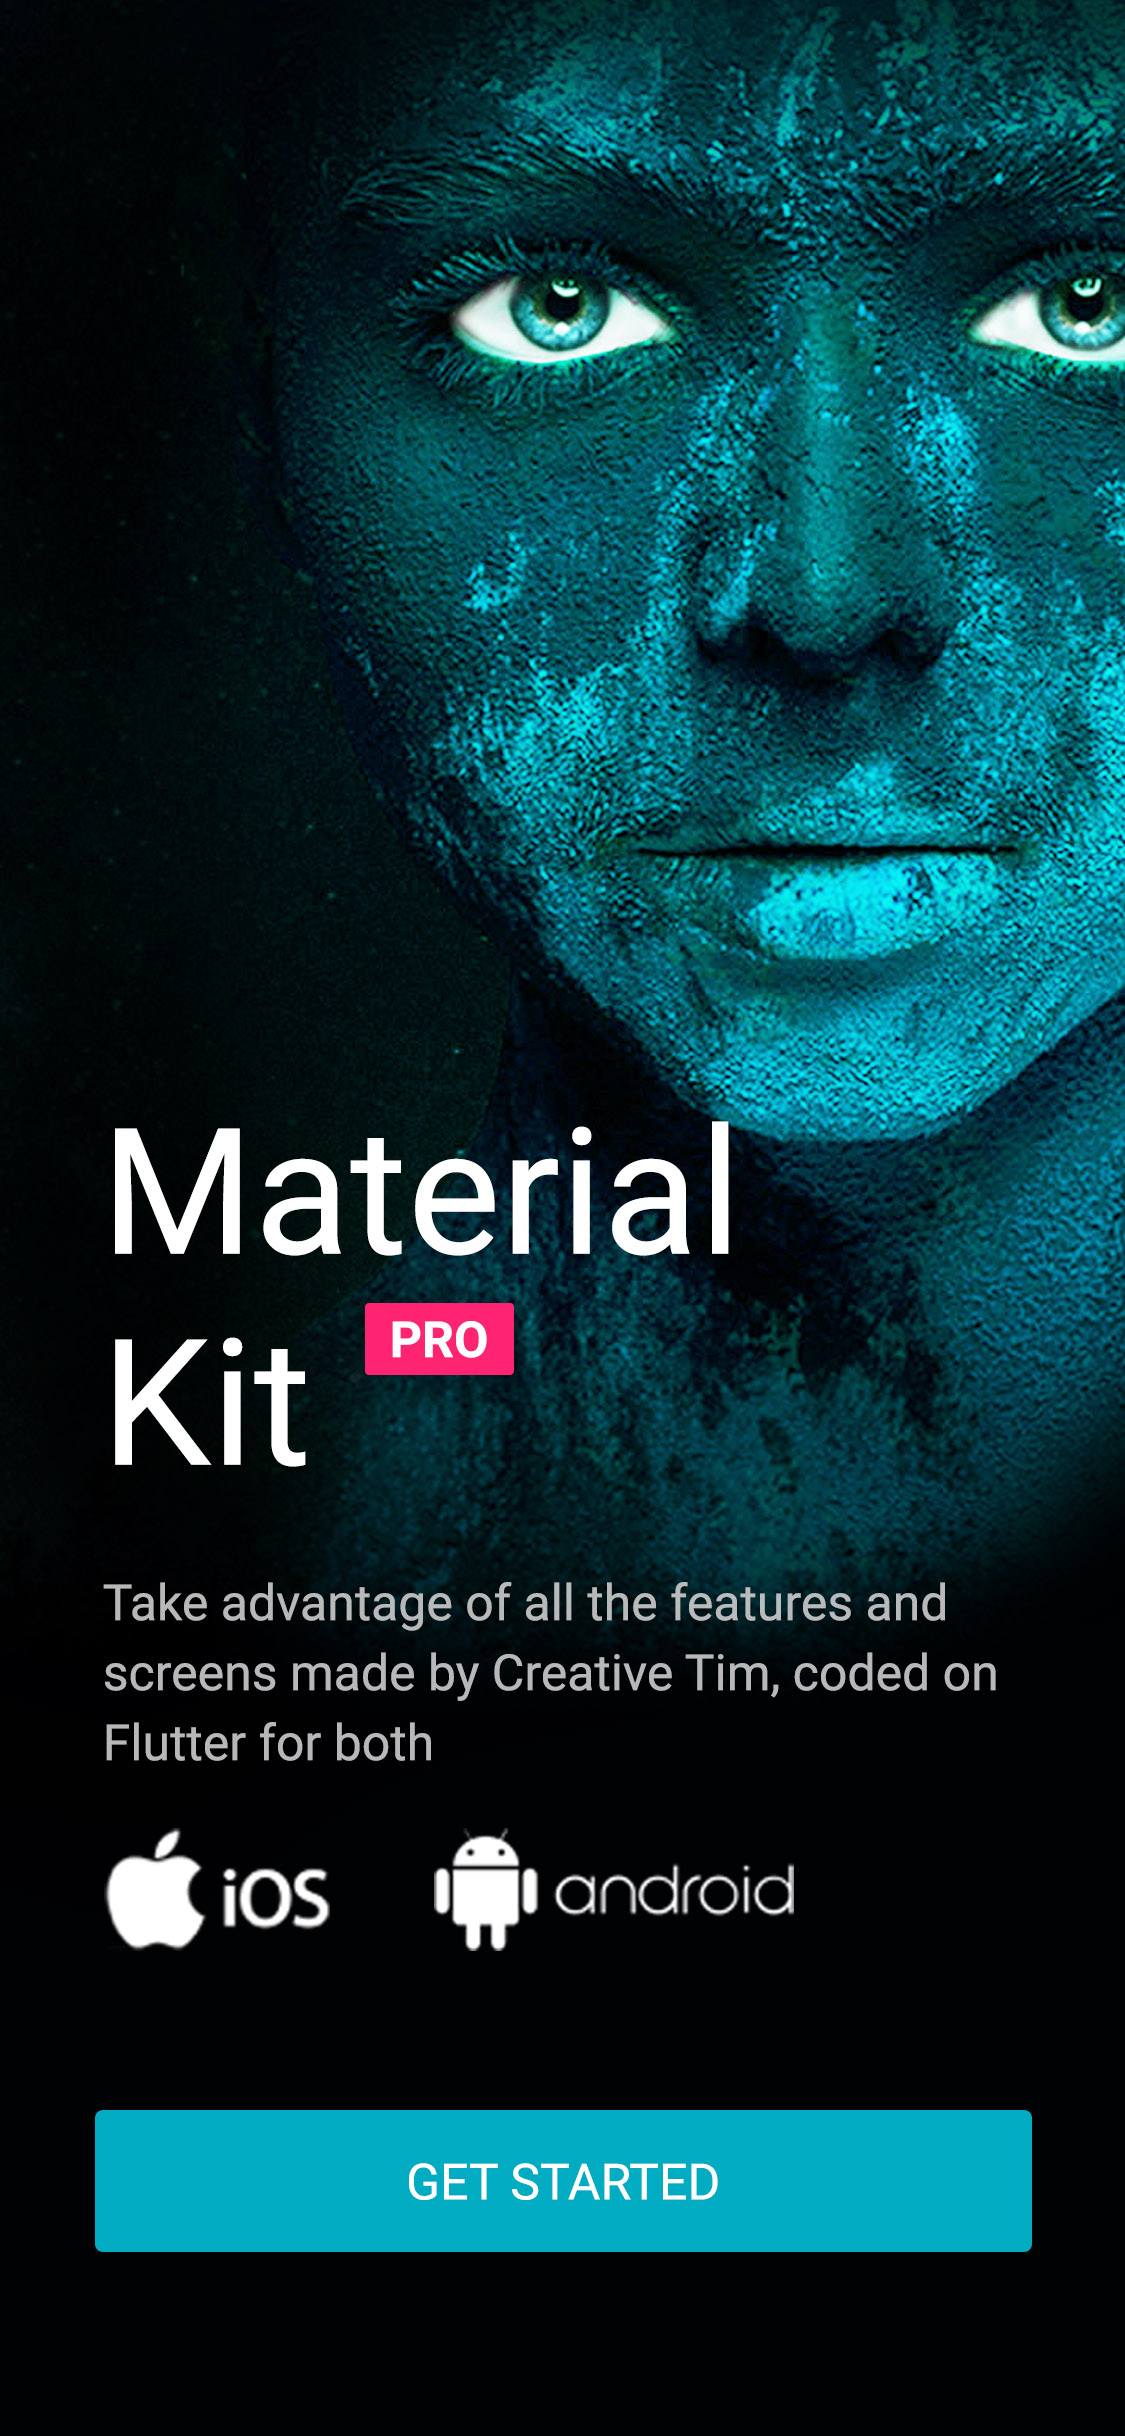 Material
Kit PRO
Take advantage of all the features and
screens made by Creative Tim, coded on
Flutter for both
iOS android
GET STARTED